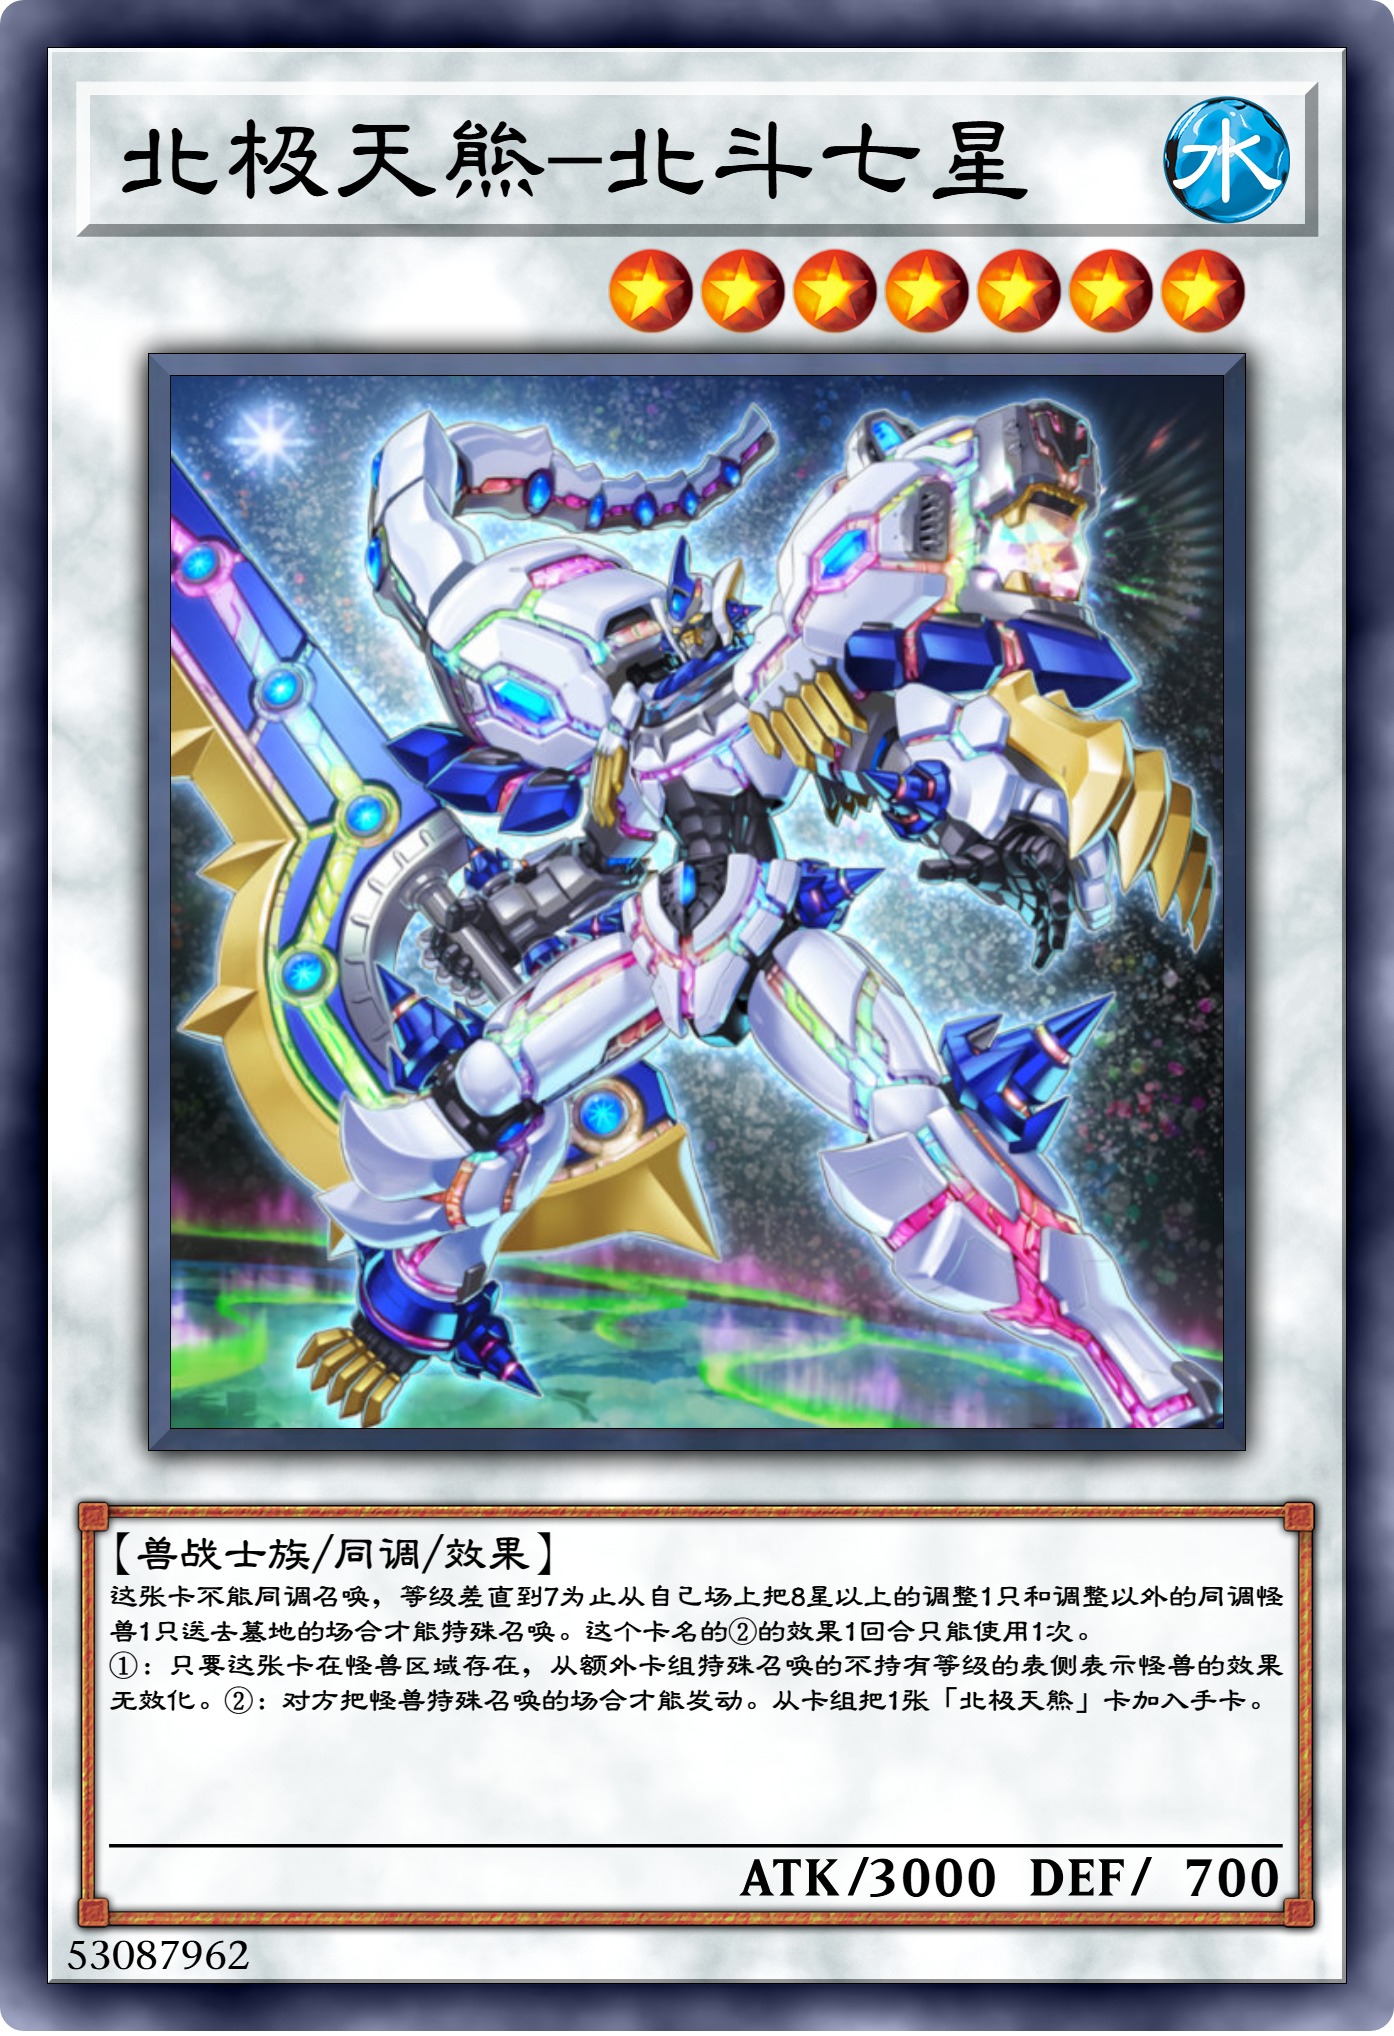 北极天熊-北斗七星
水
【兽战士族/同调/效果】
这张卡不能同调召唤，等级差直到7为止从自己场上把8星以上的调整1只和调整以外的同调怪
兽1只送去墓地的场合才能特殊召唤。这个卡名的②的效果1回合只能使用1次。
①：只要这张卡在怪兽区域存在，从额外卡组特殊召唤的不持有等级的表侧表示怪兽的效果
无效化。②：对方把怪兽特殊召唤的场合才能发动。从卡组把1张「北极天熊」卡加入手卡。
ATK/3000 DEF/ 700
53087962